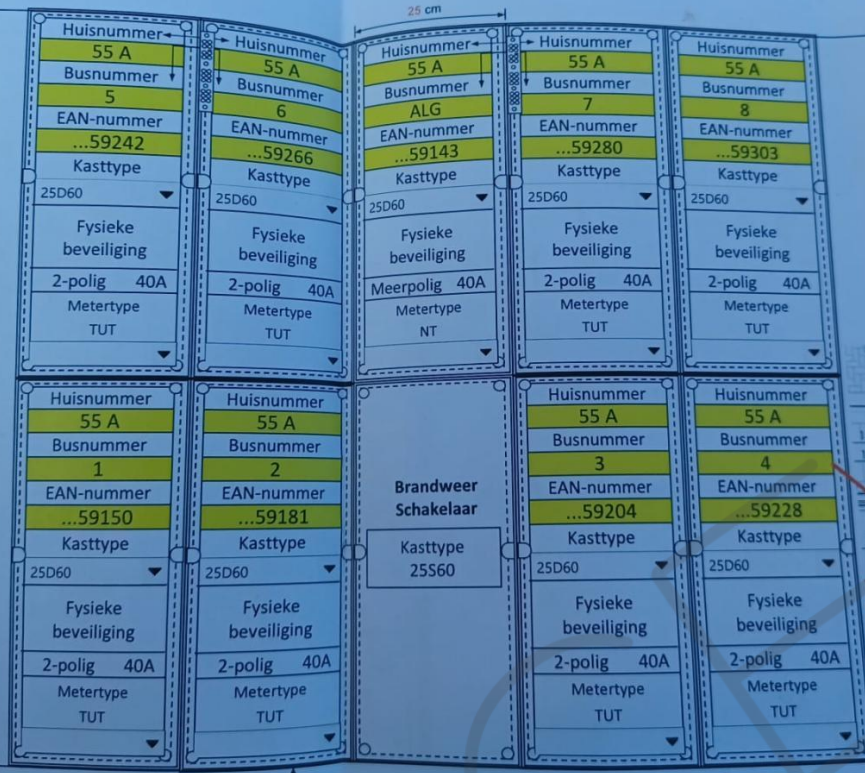 25 cm
Huisnummer
55 A
Busnummer
5
EAN-nummer
...59242
Kasttype
25D60
Fysieke
beveiliging
2-polig 40A
Metertype
TUT
Huisnummer
55 A
Busnummer
6
EAN-nummer
...59266
Kasttype
25D60
Fysieke
beveiliging
2-polig 40A
Metertype
TUT
Huisnummer
55 A
Busnummer
ALG
EAN-nummer
...59143
Kasttype
25D60
Fysieke
beveiliging
Meerpolig 40A
Metertype
NT
Huisnummer
55 A
Busnummer
7
EAN-nummer
...59280
Kasttype
25D60
Fysieke
beveiliging
2-polig 40A
Metertype
TUT
Huisnummer
55 A
Busnummer
8
EAN-nummer
...59303
Kasttype
25D60
Fysieke
beveiliging
2-polig 40A
Metertype
TUT
Huisnummer
55 A
Busnummer
1
EAN-nummer
...59150
Kasttype
25D60
Fysieke
beveiliging
2-polig 40A
Metertype
TUT
Huisnummer
55 A
Busnummer
2
EAN-nummer
...59181
Kasttype
25D60
Fysieke
beveiliging
2-polig 40A
Metertype
TUT
Brandweer
Schakelaar
Kasttype
25S60
Huisnummer
55 A
Busnummer
3
EAN-nummer
...59204
Kasttype
25D60
Fysieke
beveiliging
2-polig 40A
Metertype
TUT
Huisnummer
55 A
Busnummer
4
EAN-nummer
...59228
Kasttype
25D60
Fysieke
beveiliging
2-polig 40A
Metertype
TUT